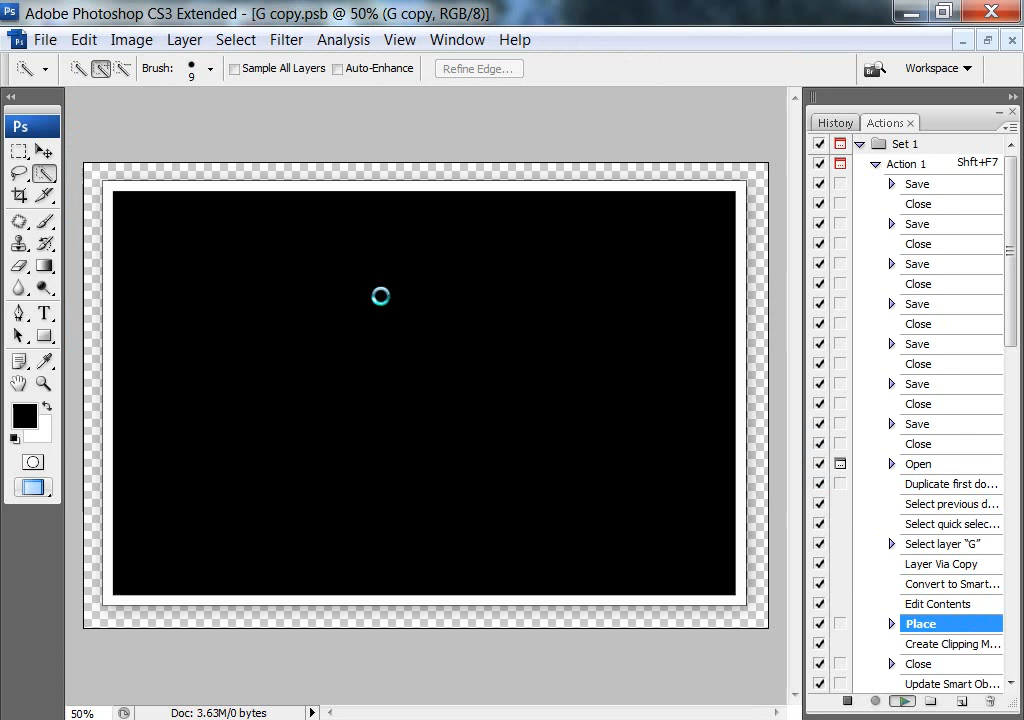 Ps Adobe Photoshop CS3 Extended - [G copy.psb @ 50% (G copy, RGB/8)]
Ps File Edit Image Layer Select Filter Analysis View Window Help
Brush: 9 Sample All Layers Auto-Enhance Refine Edge... Br Workspace
Ps
T
50% Doc: 3.63M/0 bytes
History Actions
Set 1
Action 1 Shft+F7
Save
Close
Save
Close
Save
Close
Save
Close
Save
Close
Save
Close
Save
Close
Open
Duplicate first do...
Select previous d...
Select quick selec...
Select layer “G”
Layer Via Copy
Convert to Smart...
Edit Contents
Place
Create Clipping M...
Close
Update Smart Ob...